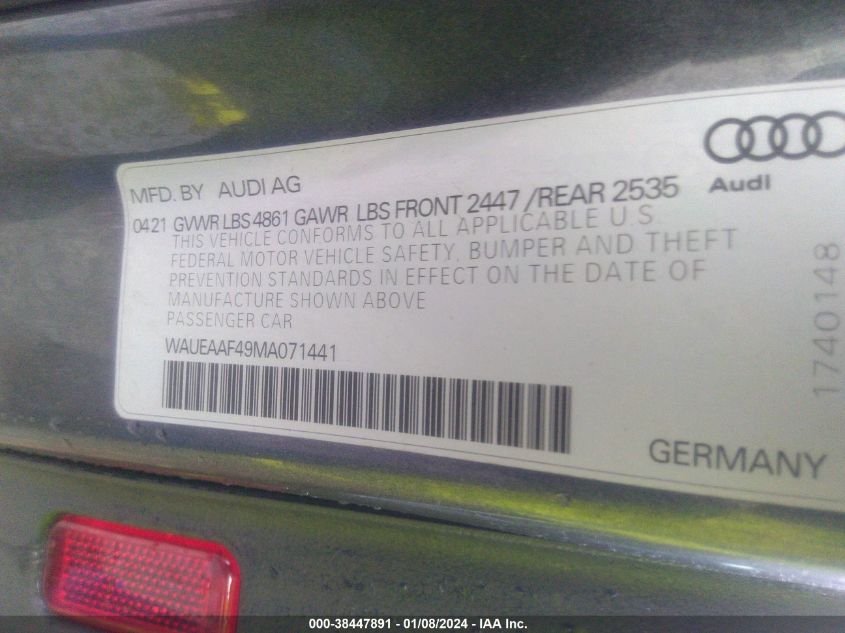 MFD. BY AUDI AG
0421 GVWR LBS 4861 GAWR LBS FRONT 2447 /REAR 2535
THIS VEHICLE CONFORMS TO ALL APPLICABLE U.S.
FEDERAL MOTOR VEHICLE SAFETY, BUMPER AND THEFT
PREVENTION STANDARDS IN EFFECT ON THE DATE OF
MANUFACTURE SHOWN ABOVE
PASSENGER CAR
WAUEAAF49MA071441
Audi
1740148
GERMANY
000-38447891 - 01/08/2024 - IAA Inc.